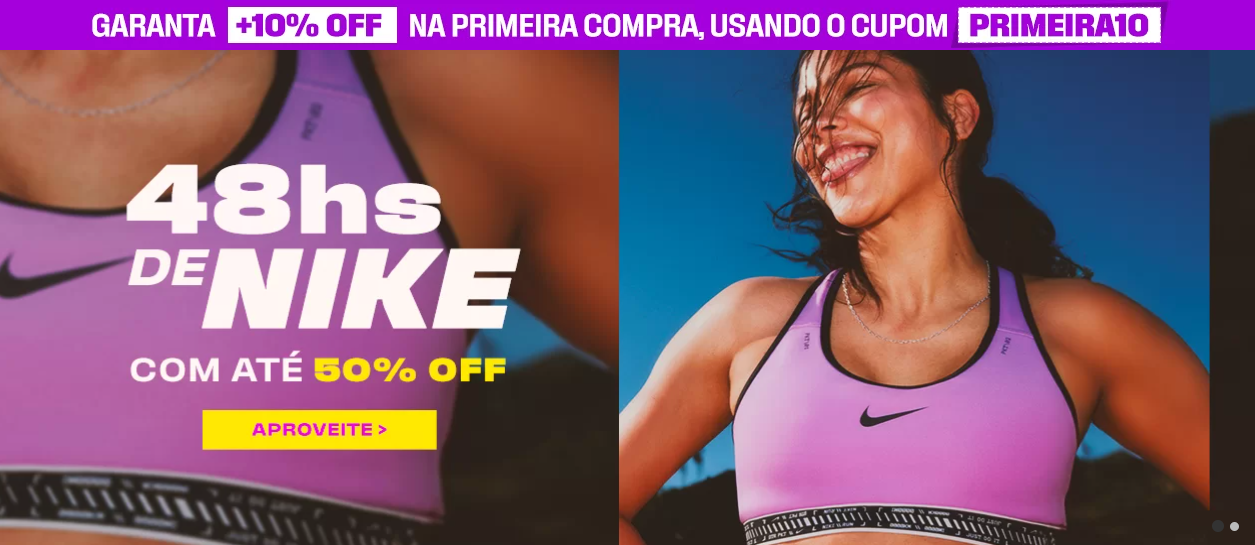 GARANTA +10% OFF NA PRIMEIRA COMPRA, USANDO O CUPOM PRIMEIRA10
48hs
DE NIKE
COM ATÉ 50% OFF
APROVEITE >